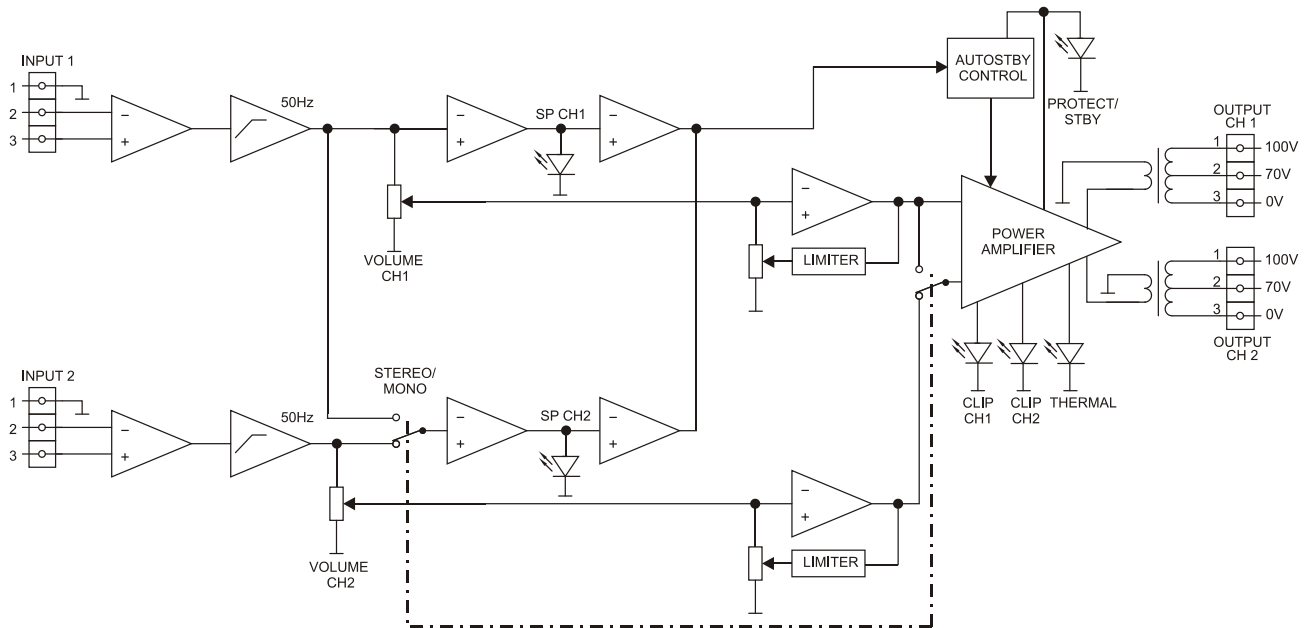 INPUT 1
1
2
3
−
+
50Hz
−
+
SP CH1
−
+
AUTOSTBY
CONTROL
PROTECT/
STBY
OUTPUT
CH 1
1
100V
2
70V
3
0V
VOLUME
CH1
−
+
LIMITER
POWER
AMPLIFIER
1
100V
2
70V
3
0V
OUTPUT
CH 2
INPUT 2
1
2
3
−
+
50Hz
STEREO/
MONO
−
+
SP CH2
−
+
CLIP
CH1
CLIP
CH2
THERMAL
VOLUME
CH2
−
+
LIMITER